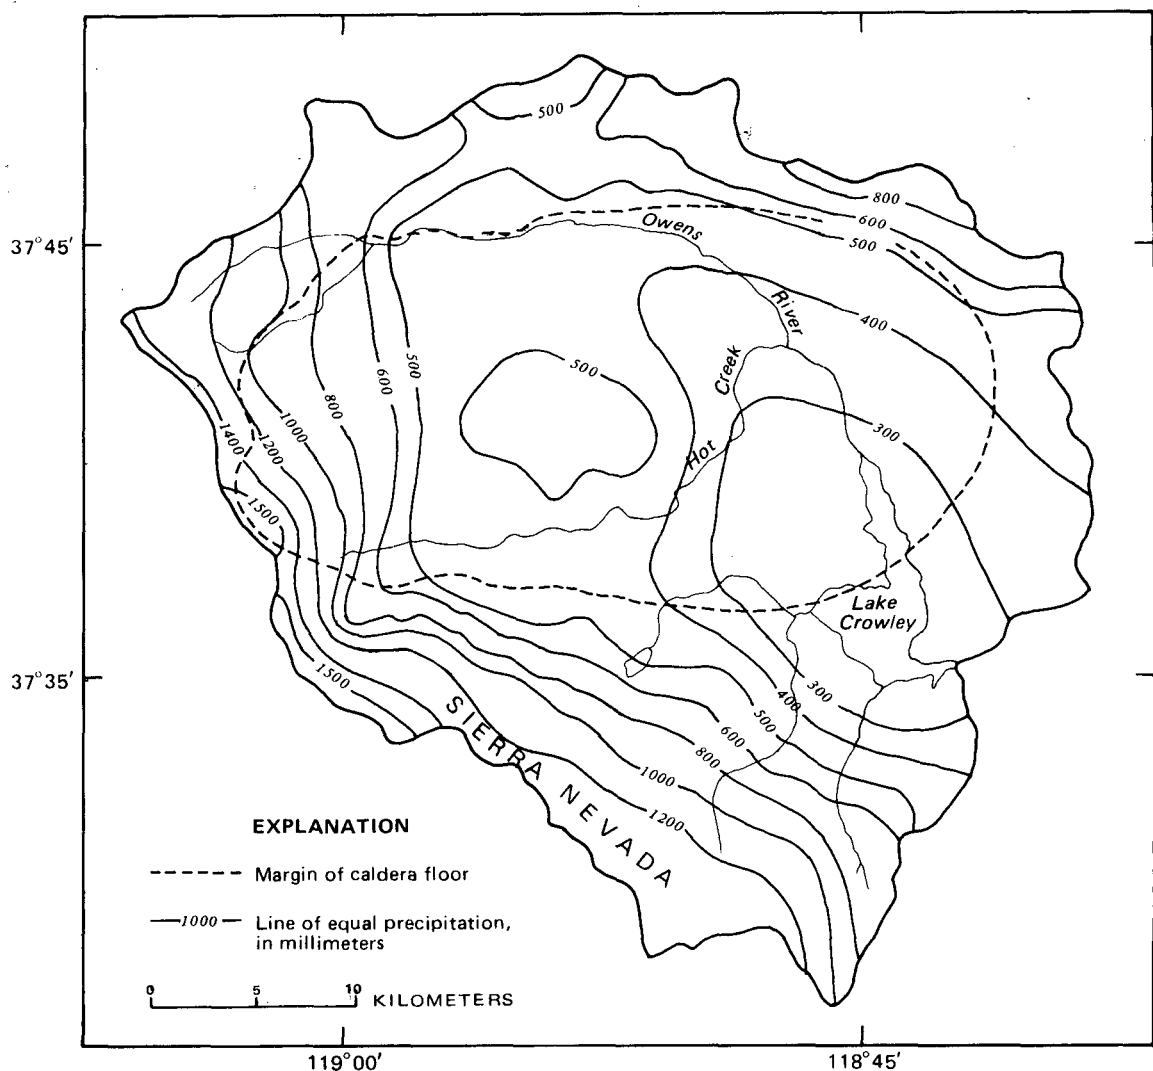 500
800
600
500
Owens
River
37°45'
400
500
Creek
500
600
800
1000
1200
1400
Hot
300
1500
Lake
Crowley
37°35'
1500
300
400
500
600
800
1000
1200
SIERRA NEVADA
EXPLANATION
Margin of caldera floor
1000 Line of equal precipitation,
in millimeters
0 5 10 KILOMETERS
119°00' 118°45'